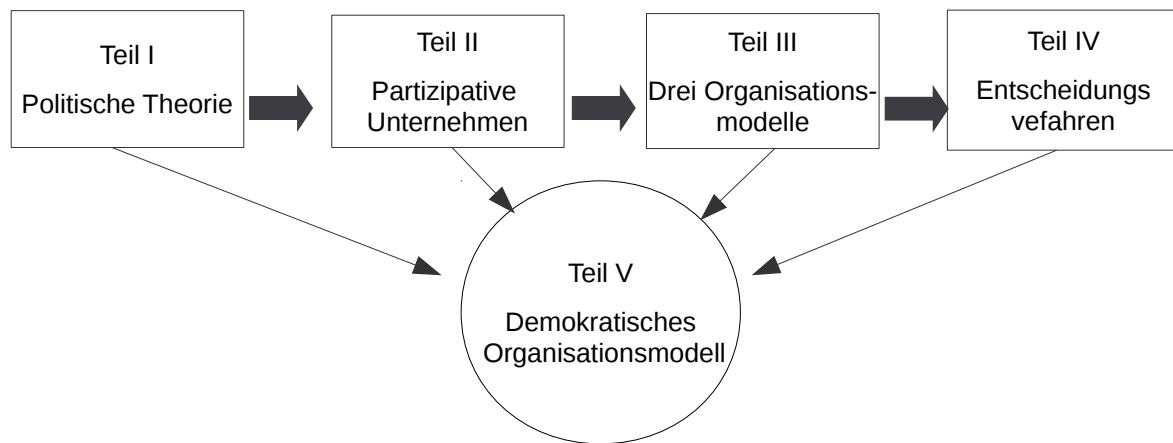 Teil I
Politische Theorie
Teil II
Partizipative
Unternehmen
Teil III
Drei Organisations-
modelle
Teil IV
Entscheidungs
vefahren
Teil V
Demokratisches
Organisationsmodell